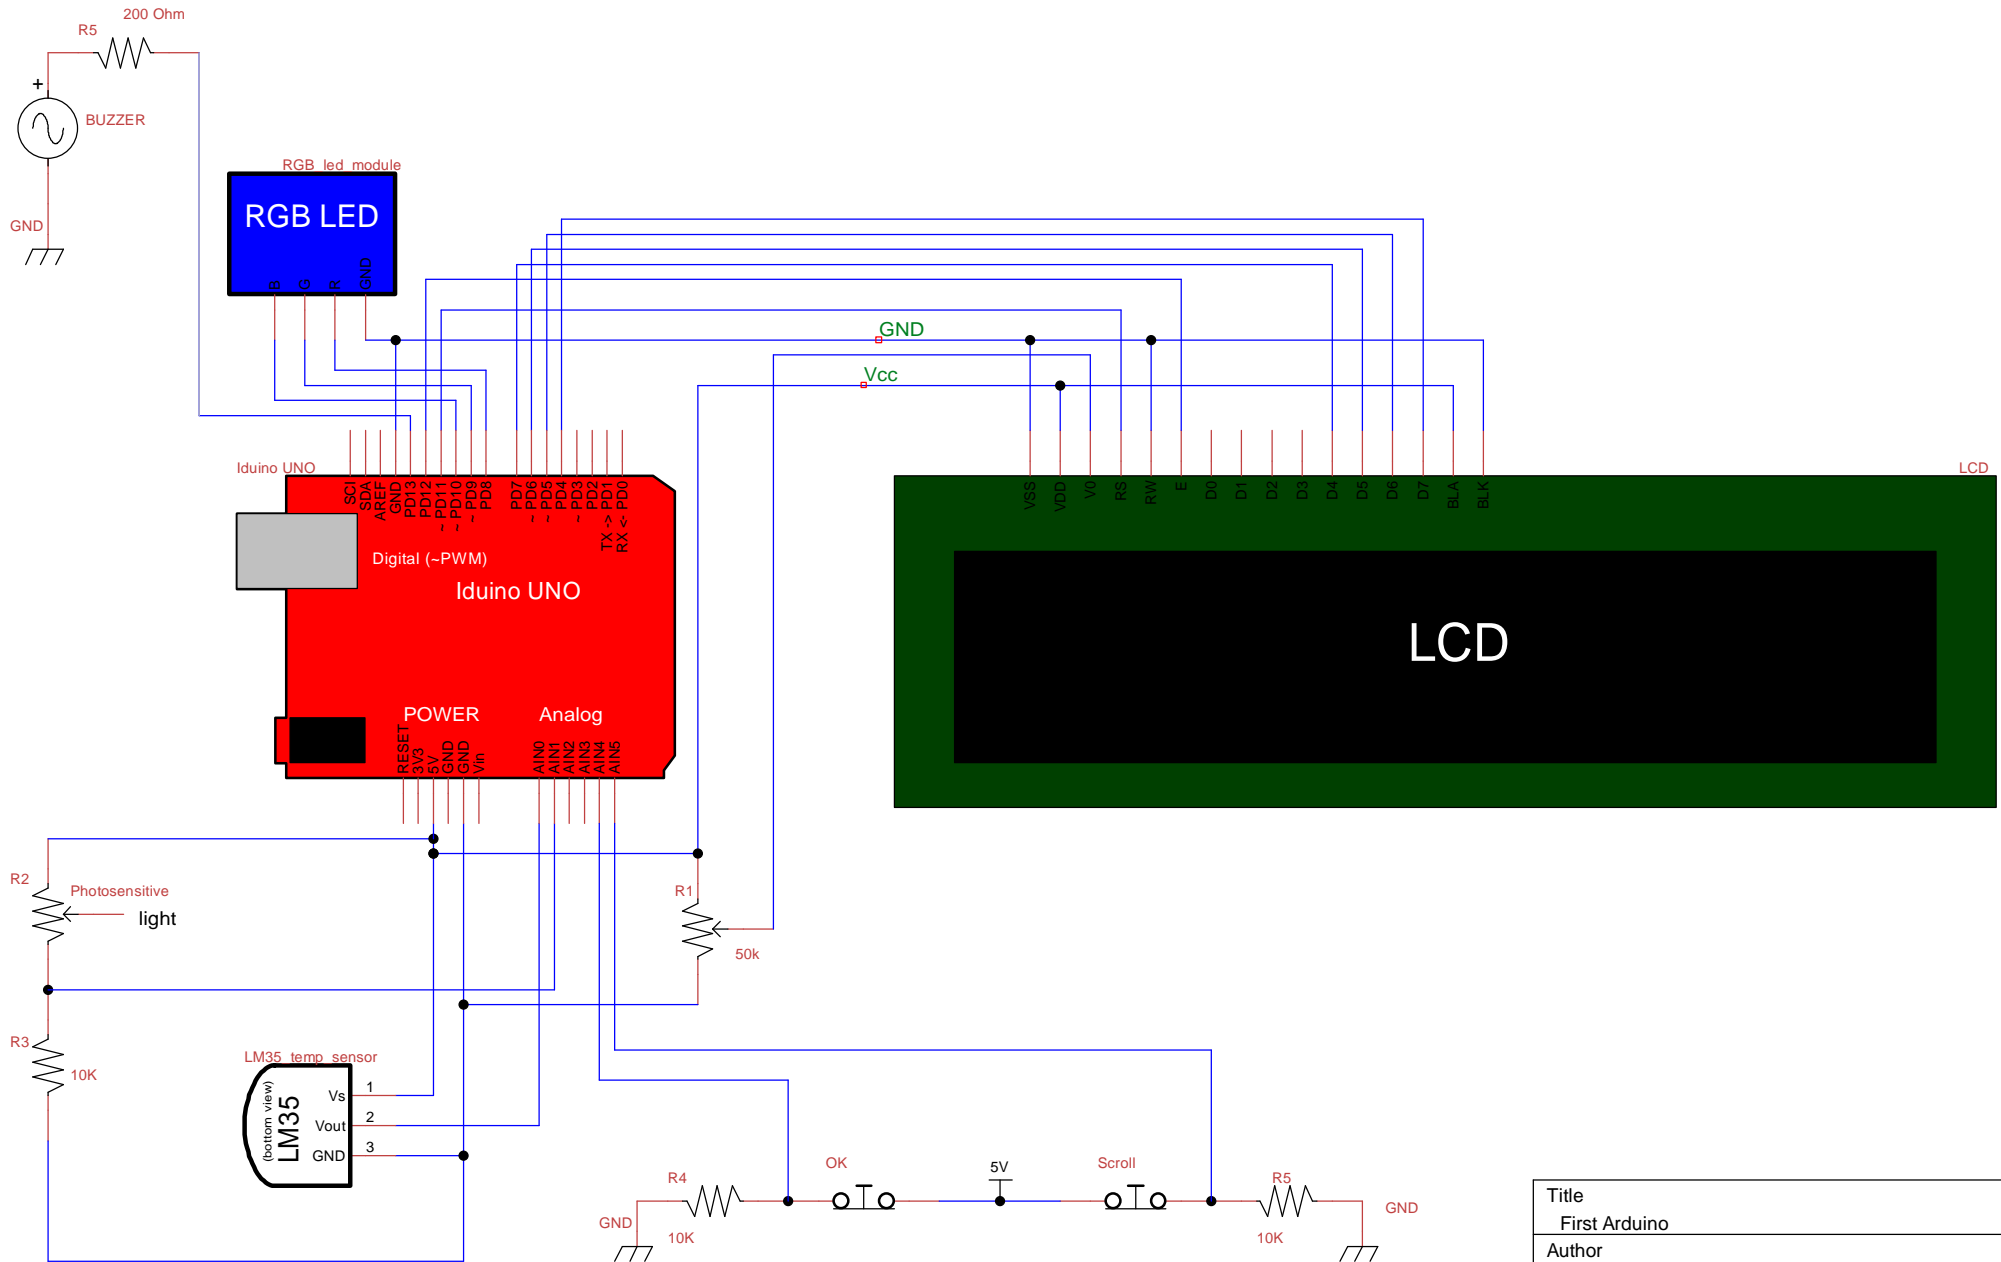 200 Ohm
R5
+
BUZZER
GND
RGB led module
RGB LED
B
G
R
GND
GND
Vcc
Iduino UNO
LCD
SCI
SDA
AREF
GND
PD13
PD12
~ PD11
~ PD10
~ PD9
PD8
PD7
~ PD6
~ PD5
PD4
~ PD3
PD2
TX -> PD1
RX <- PD0
VSS
VDD
V0
RS
RW
E
D0
D1
D2
D3
D4
D5
D6
D7
BLA
BLK
Digital (~PWM)
Iduino UNO
LCD
POWER
Analog
RESET
3V3
5V
GND
GND
Vin
AIN0
AIN1
AIN2
AIN3
AIN4
AIN5
R2
Photosensitive
light
R1
50k
R3
10K
LM35 temp sensor
(bottom view)
LM35
Vs
1
Vout
2
GND
3
OK
5V
Scroll
R4
R5
GND
10K
10K
GND
Title
First Arduino
Author